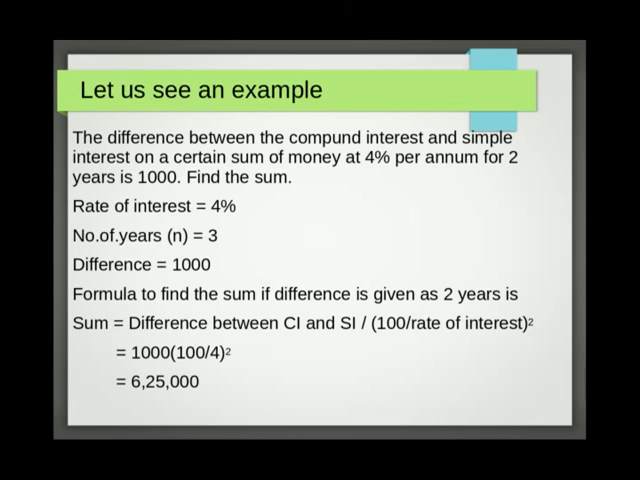 Let us see an example
The difference between the compund interest and simple
interest on a certain sum of money at 4% per annum for 2
years is 1000. Find the sum.
Rate of interest = 4%
No.of.years (n) = 3
Difference = 1000
Formula to find the sum if difference is given as 2 years is
Sum = Difference between CI and SI / (100/rate of interest)²
= 1000(100/4)²
= 6,25,000